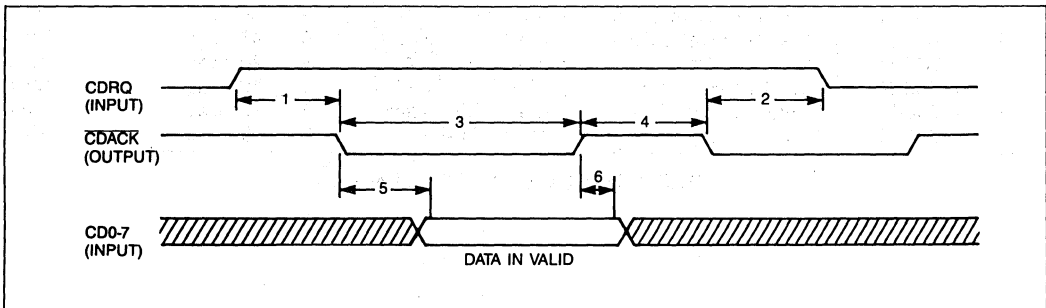 CDRQ
(INPUT)
1
2
3
4
CDACK
(OUTPUT)
5
6
CD0-7
(INPUT)
DATA IN VALID